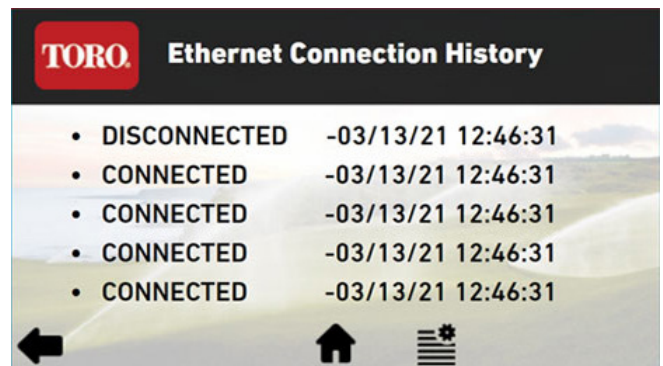 TORO. Ethernet Connection History
• DISCONNECTED -03/13/21 12:46:31
• CONNECTED -03/13/21 12:46:31
• CONNECTED -03/13/21 12:46:31
• CONNECTED -03/13/21 12:46:31
• CONNECTED -03/13/21 12:46:31